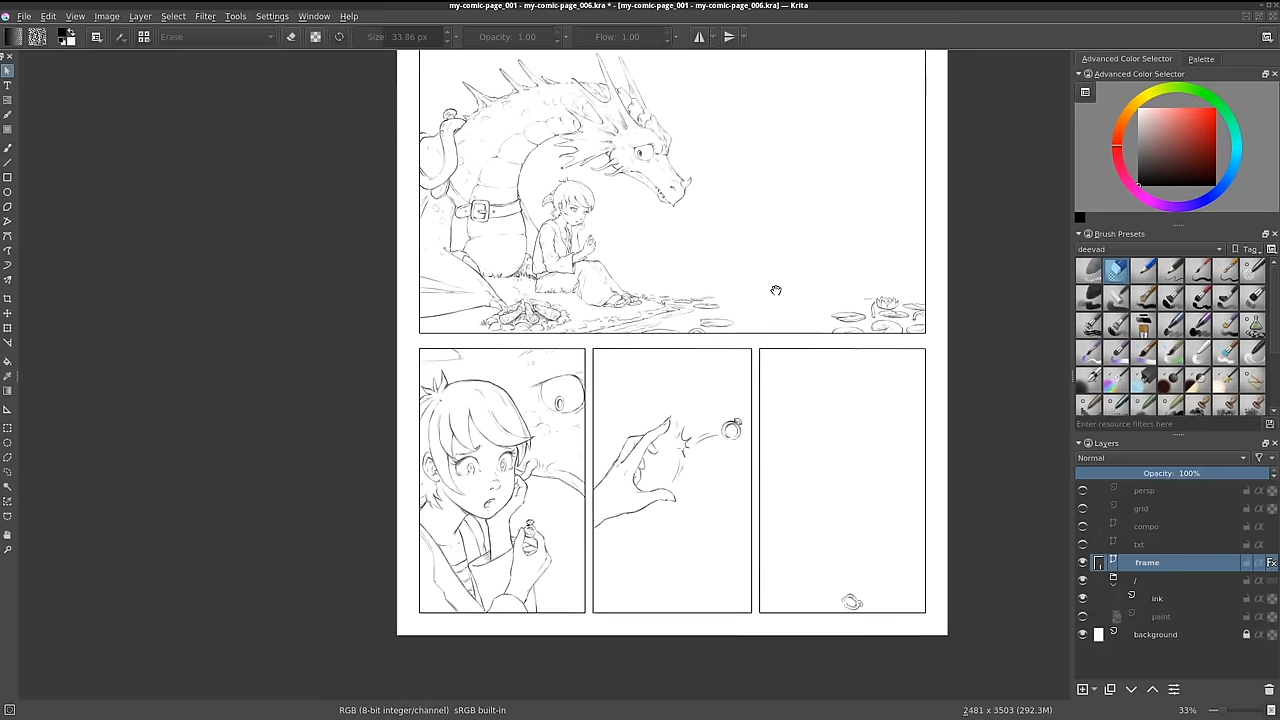 my-comic-page_001 - my-comic-page_006.kra * - [my-comic-page_001 - my-comic-page_006.kra] — Krita
File Edit View Image Layer Select Filter Tools Settings Window Help
Erase Size: 33.86 px Opacity: 1.00 Flow: 1.00
Advanced Color Selector Palette
Advanced Color Selector
Brush Presets
deevad Tag
Enter resource filters here
Layers
Normal
Opacity: 100%
persp
grid
compo
txt
frame
/
ink
paint
background
RGB (8-bit integer/channel) sRGB built-in 2481 x 3503 (292.3M) 33%